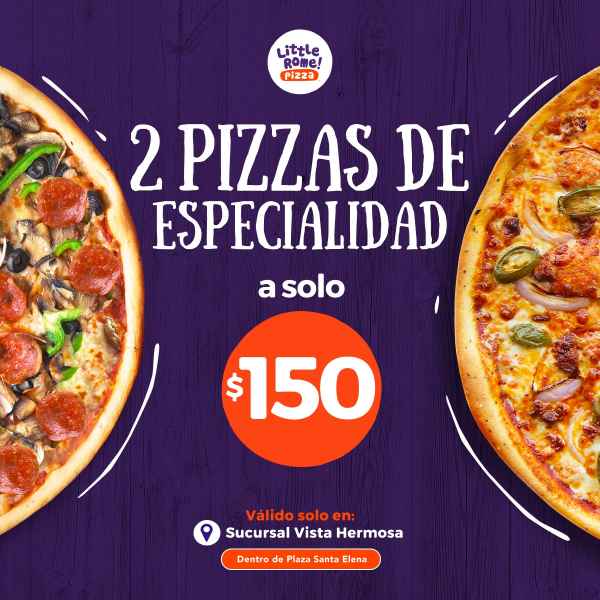 Little
Rome!
Pizza
2 PIZZAS DE
ESPECIALIDAD
a solo
$150
Válido solo en:
Sucursal Vista Hermosa
Dentro de Plaza Santa Elena